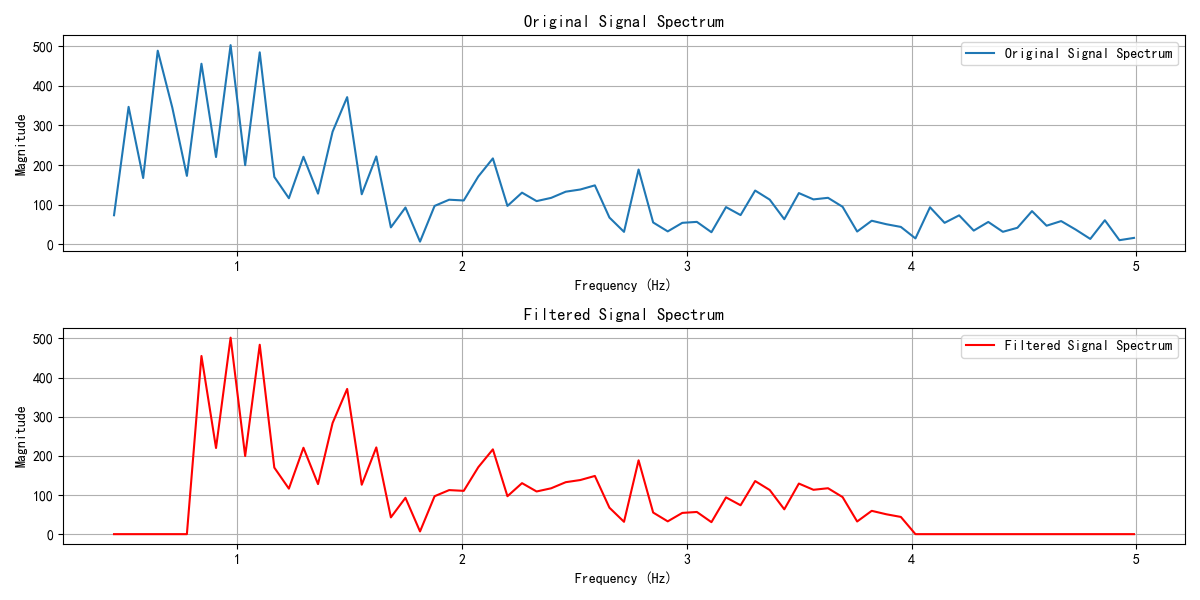 Original Signal Spectrum
500
400
300
200
100
0
Magnitude
Original Signal Spectrum
1
2
3
4
5
Frequency (Hz)
Filtered Signal Spectrum
500
400
300
200
100
0
Magnitude
Filtered Signal Spectrum
1
2
3
4
5
Frequency (Hz)